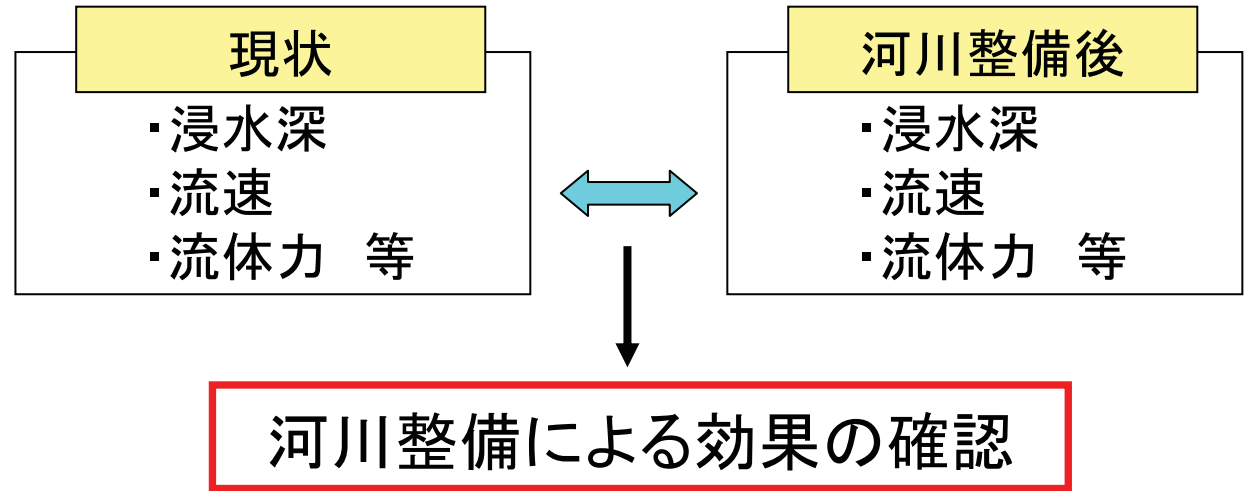 現状
・浸水深
・流速
・流体力　等
河川整備後
・浸水深
・流速
・流体力　等
河川整備による効果の確認